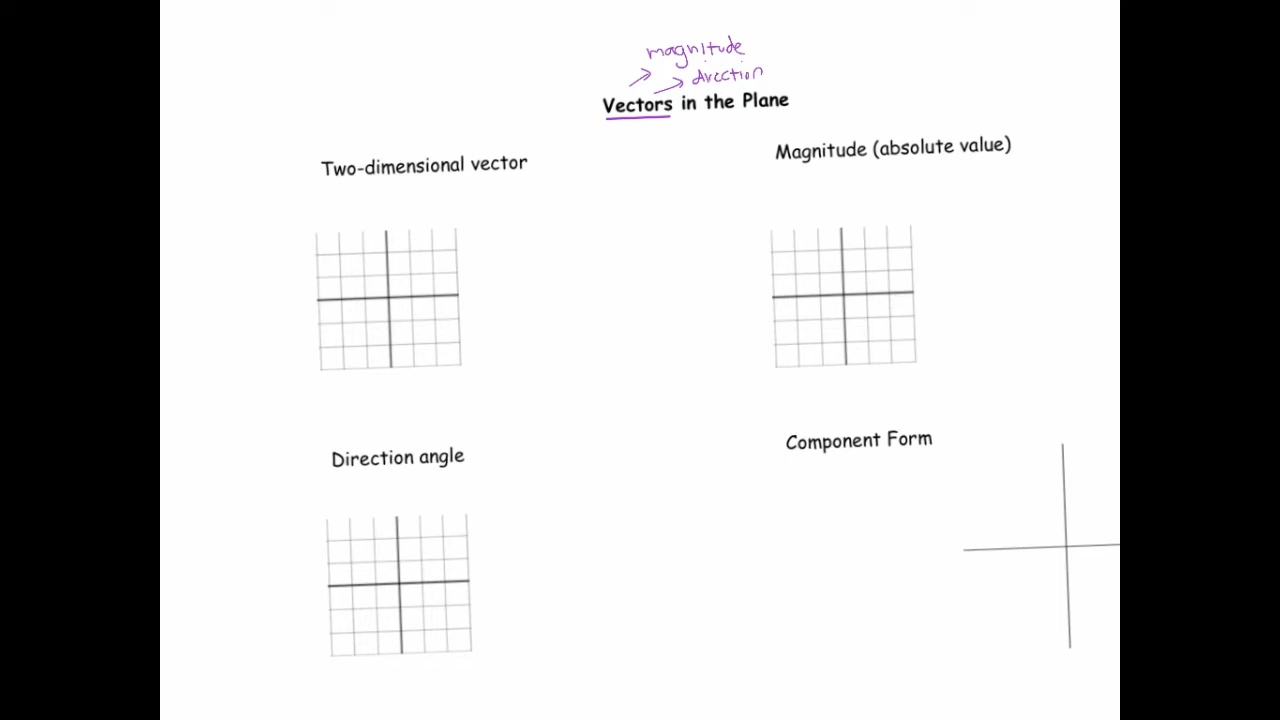 magnitude
direction
Vectors in the Plane
Two-dimensional vector
Magnitude (absolute value)
Direction angle
Component Form